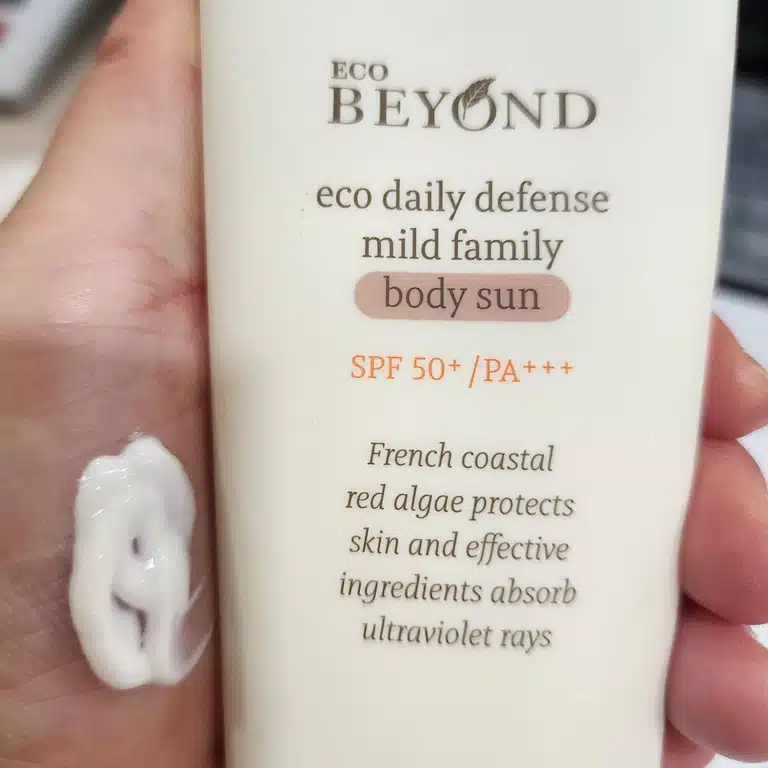 ECO
BEYOND
eco daily defense
mild family
body sun
SPF 50+ /PA+++
French coastal
red algae protects
skin and effective
ingredients absorb
ultraviolet rays